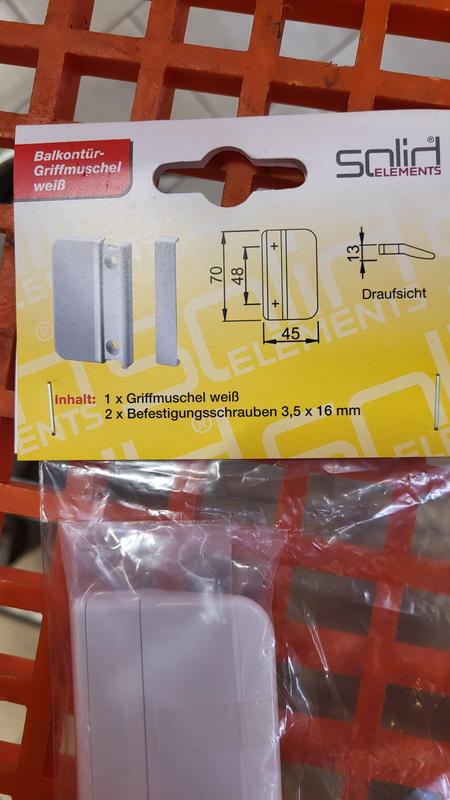 Balkontür-
Griffmuschel
weiß
Solid®
ELEMENTS
70
48
45
13
Draufsicht
Inhalt: 1 x Griffmuschel weiß
2 x Befestigungsschrauben 3,5 x 16 mm